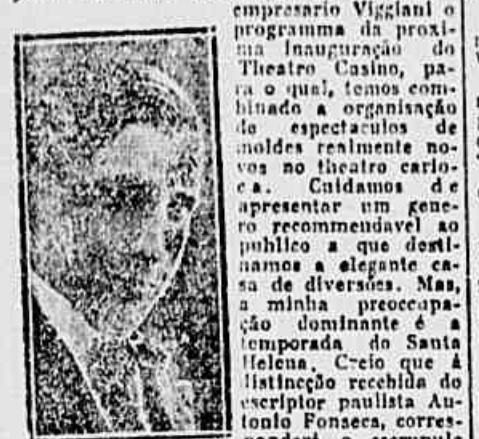 empresario Viggiani o
programma da proxi-
ma inauguração do
Theatro Casino, pa-
ra o qual, temos com-
binado a organisação
de espectaculos de
moldes realmente no-
vos no theatro cario-
ca. Cuidamos de
apresentar um gene-
ro recommendavel ao
publico a que desti-
namos a elegante ca-
sa de diversões. Mas,
a minha preoccupa-
ção dominante é a
temporada do Santa
Helena. Creio que á
distincção recebida do
escriptor paulista An-
tonio Fonseca, corres-